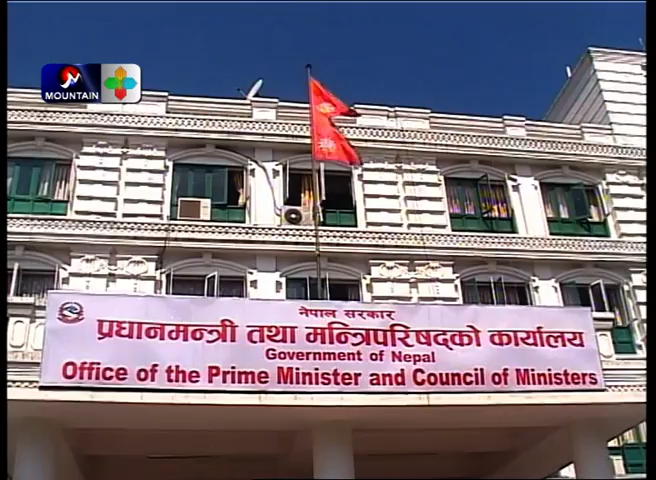 MOUNTAIN
नेपाल सरकार
प्रधानमन्त्री तथा मन्त्रिपरिषद्को कार्यालय
Government of Nepal
Office of the Prime Minister and Council of Ministers